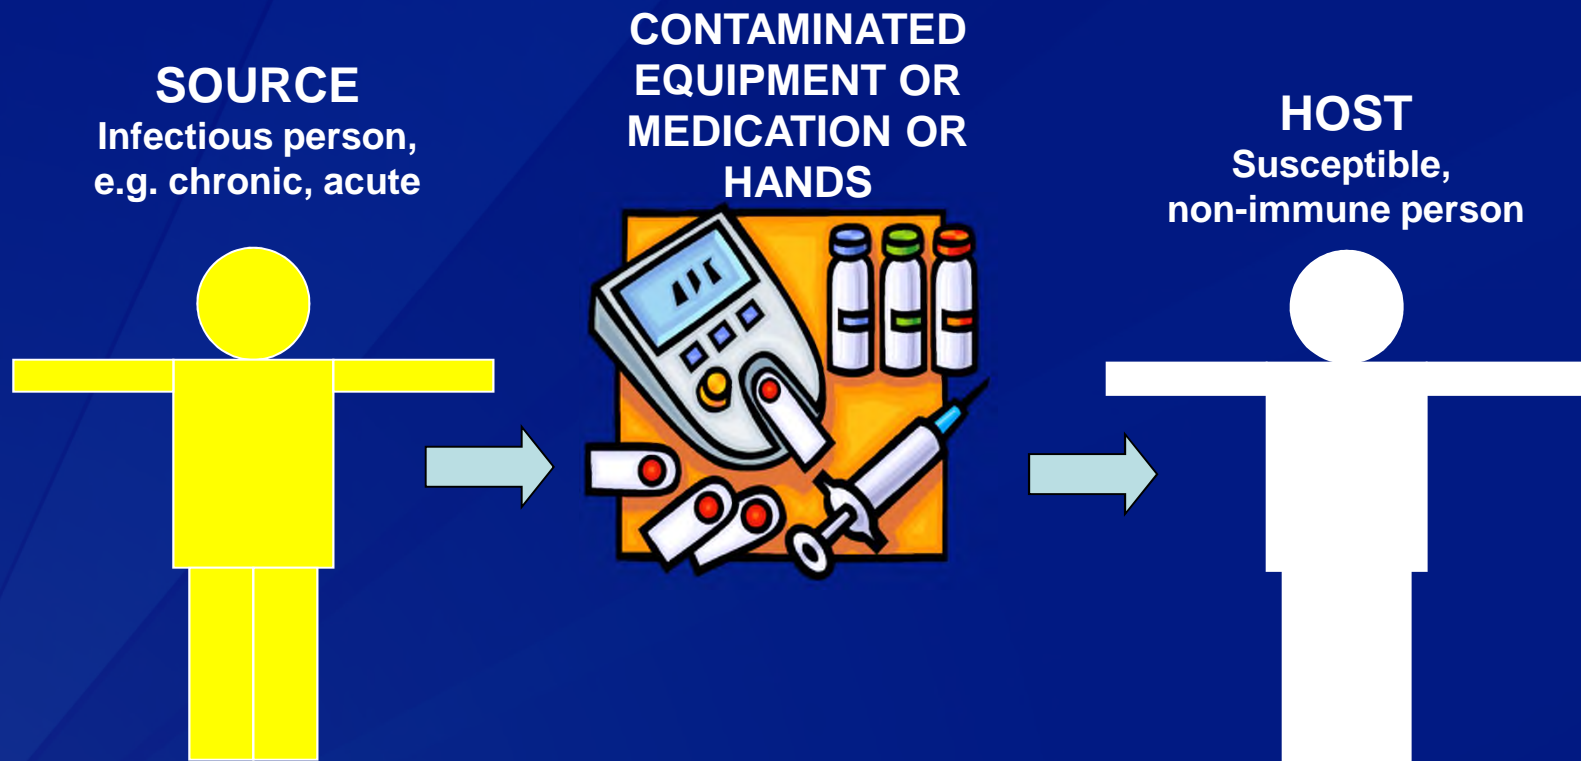 SOURCE
Infectious person,
e.g. chronic, acute
CONTAMINATED
EQUIPMENT OR
MEDICATION OR
HANDS
HOST
Susceptible,
non-immune person